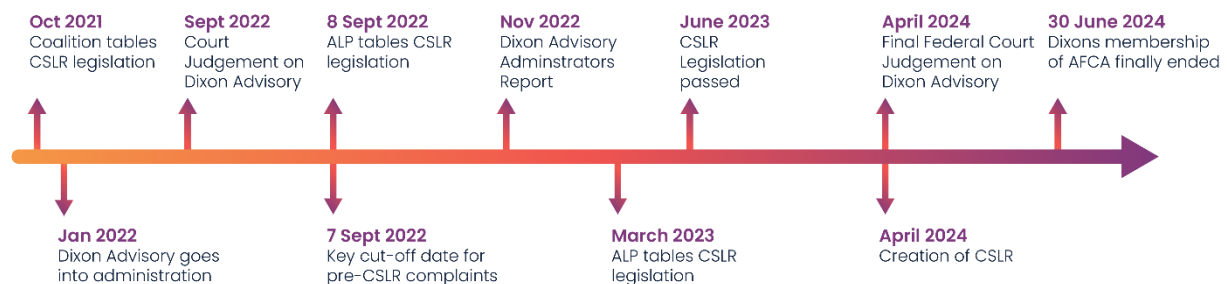 Oct 2021
Coalition tables
CSLR legislation
Sept 2022
Court
Judgement on
Dixon Advisory
8 Sept 2022
ALP tables CSLR
legislation
Nov 2022
Dixon Advisory
Adminstrators
Report
June 2023
CSLR
Legislation
passed
April 2024
Final Federal Court
Judgement on
Dixon Advisory
30 June 2024
Dixons membership
of AFCA finally ended
Jan 2022
Dixon Advisory goes
into administration
7 Sept 2022
Key cut-off date for
pre-CSLR complaints
March 2023
ALP tables CSLR
legislation
April 2024
Creation of CSLR